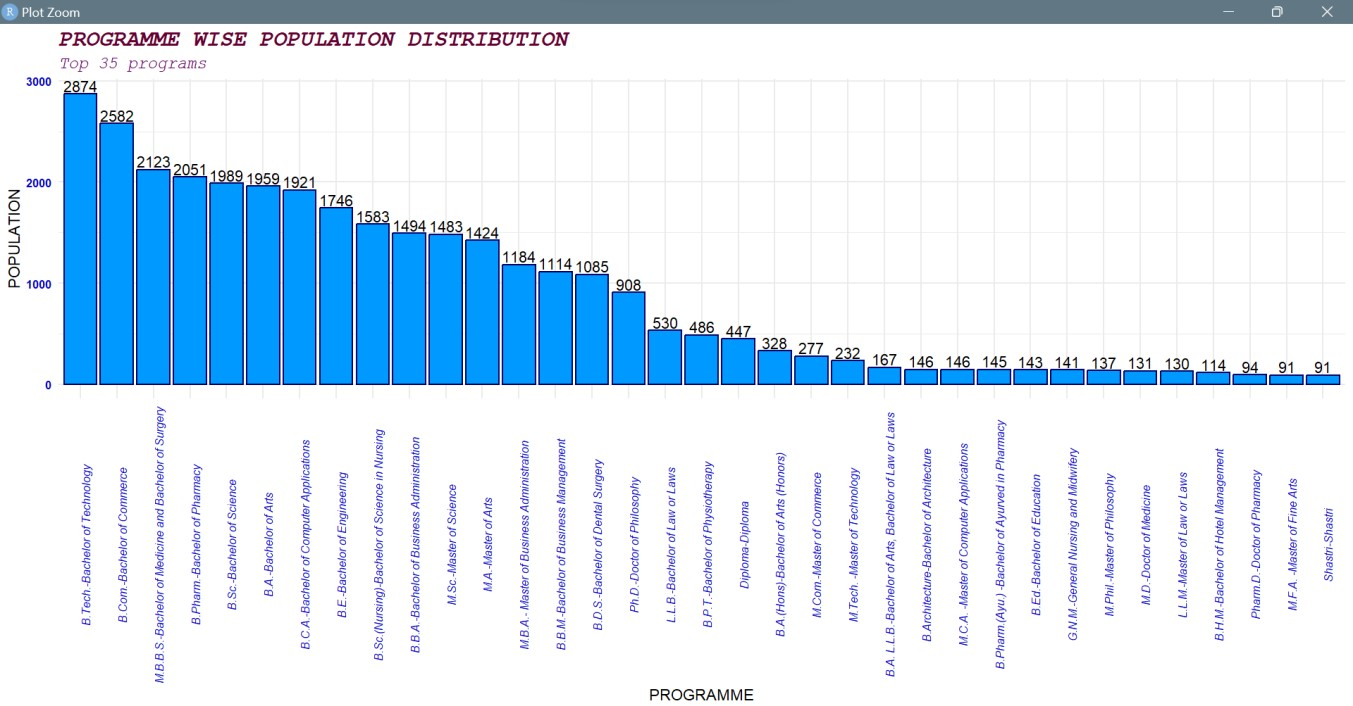 R Plot Zoom
PROGRAMME WISE POPULATION DISTRIBUTION
Top 35 programs
POPULATION
3000
2000
1000
0
2874
2582
2123
2051
1989
1959
1921
1746
1583
1494
1483
1424
1184
1114
1085
908
530
486
447
328
277
232
167
146
146
145
143
141
137
131
130
114
94
91
91
B.Tech.-Bachelor of Technology
B.Com.-Bachelor of Commerce
M.B.B.S.-Bachelor of Medicine and Bachelor of Surgery
B.Pharm.-Bachelor of Pharmacy
B.Sc.-Bachelor of Science
B.A.-Bachelor of Arts
B.C.A.-Bachelor of Computer Applications
B.E.-Bachelor of Engineering
B.Sc.(Nursing)-Bachelor of Science in Nursing
B.B.A.-Bachelor of Business Administration
M.Sc.-Master of Science
M.A.-Master of Arts
M.B.A.- Master of Business Administration
B.B.M.-Bachelor of Business Management
B.D.S.-Bachelor of Dental Surgery
Ph.D.-Doctor of Philosophy
L.L.B.-Bachelor of Law or Laws
B.P.T.-Bachelor of Physiotherapy
Diploma-Diploma
B.A.(Hons)-Bachelor of Arts (Honors)
M.Com.-Master of Commerce
M.Tech. -Master of Technology
B.A. L.L.B.-Bachelor of Arts, Bachelor of Law or Laws
B.Architecture-Bachelor of Architecture
M.C.A. -Master of Computer Applications
B.Pharm.(Ayu.) -Bachelor of Ayurved in Pharmacy
B.Ed.-Bachelor of Education
G.N.M.-General Nursing and Midwifery
M.Phil.-Master of Philosophy
M.D.-Doctor of Medicine
L.L.M.-Master of Law or Laws
B.H.M.-Bachelor of Hotel Management
Pharm.D.-Doctor of Pharmacy
M.F.A. -Master of Fine Arts
Shastri-Shastri
PROGRAMME